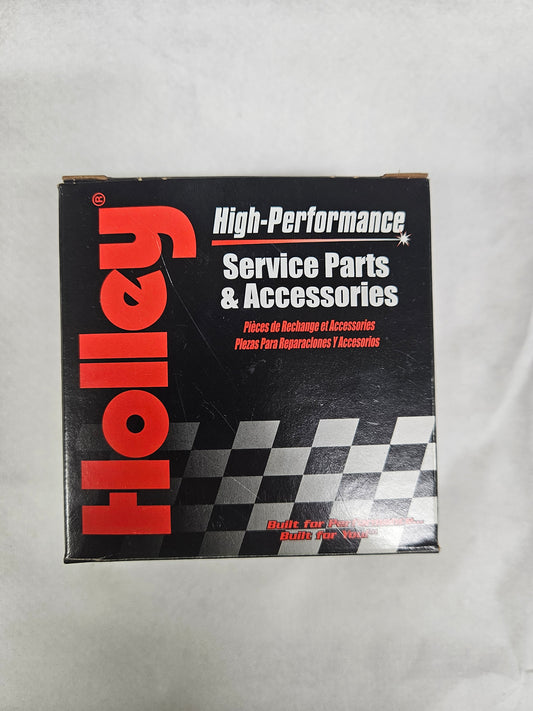 Holley®
High-Performance
Service Parts
& Accessories
Pièces de Rechange et Accessories
Piezas Para Reparaciones Y Accesorios
Built for Performance...
Built for You.™